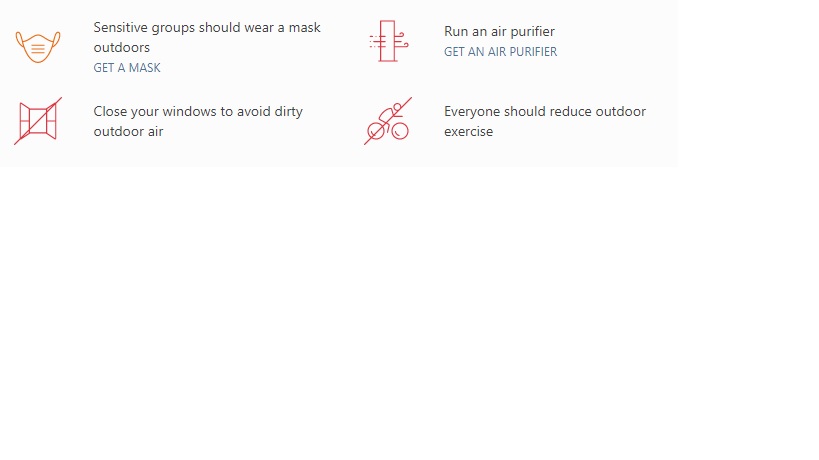 Sensitive groups should wear a mask
outdoors
GET A MASK
Run an air purifier
GET AN AIR PURIFIER
Close your windows to avoid dirty
outdoor air
Everyone should reduce outdoor
exercise